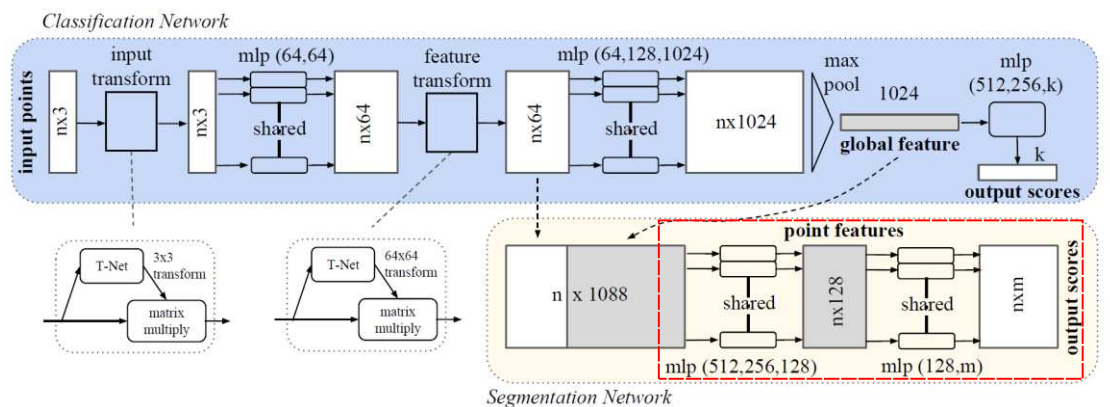 Classification Network
input points
nx3
input
transform
nx3
mlp (64,64)
shared
nx64
feature
transform
nx64
mlp (64,128,1024)
shared
nx1024
max
pool
1024
global feature
mlp
(512,256,k)
k
output scores
T-Net
3x3
transform
matrix
multiply
T-Net
64x64
transform
matrix
multiply
point features
n x 1088
shared
mlp (512,256,128)
nx128
shared
mlp (128,m)
nxm
output scores
Segmentation Network